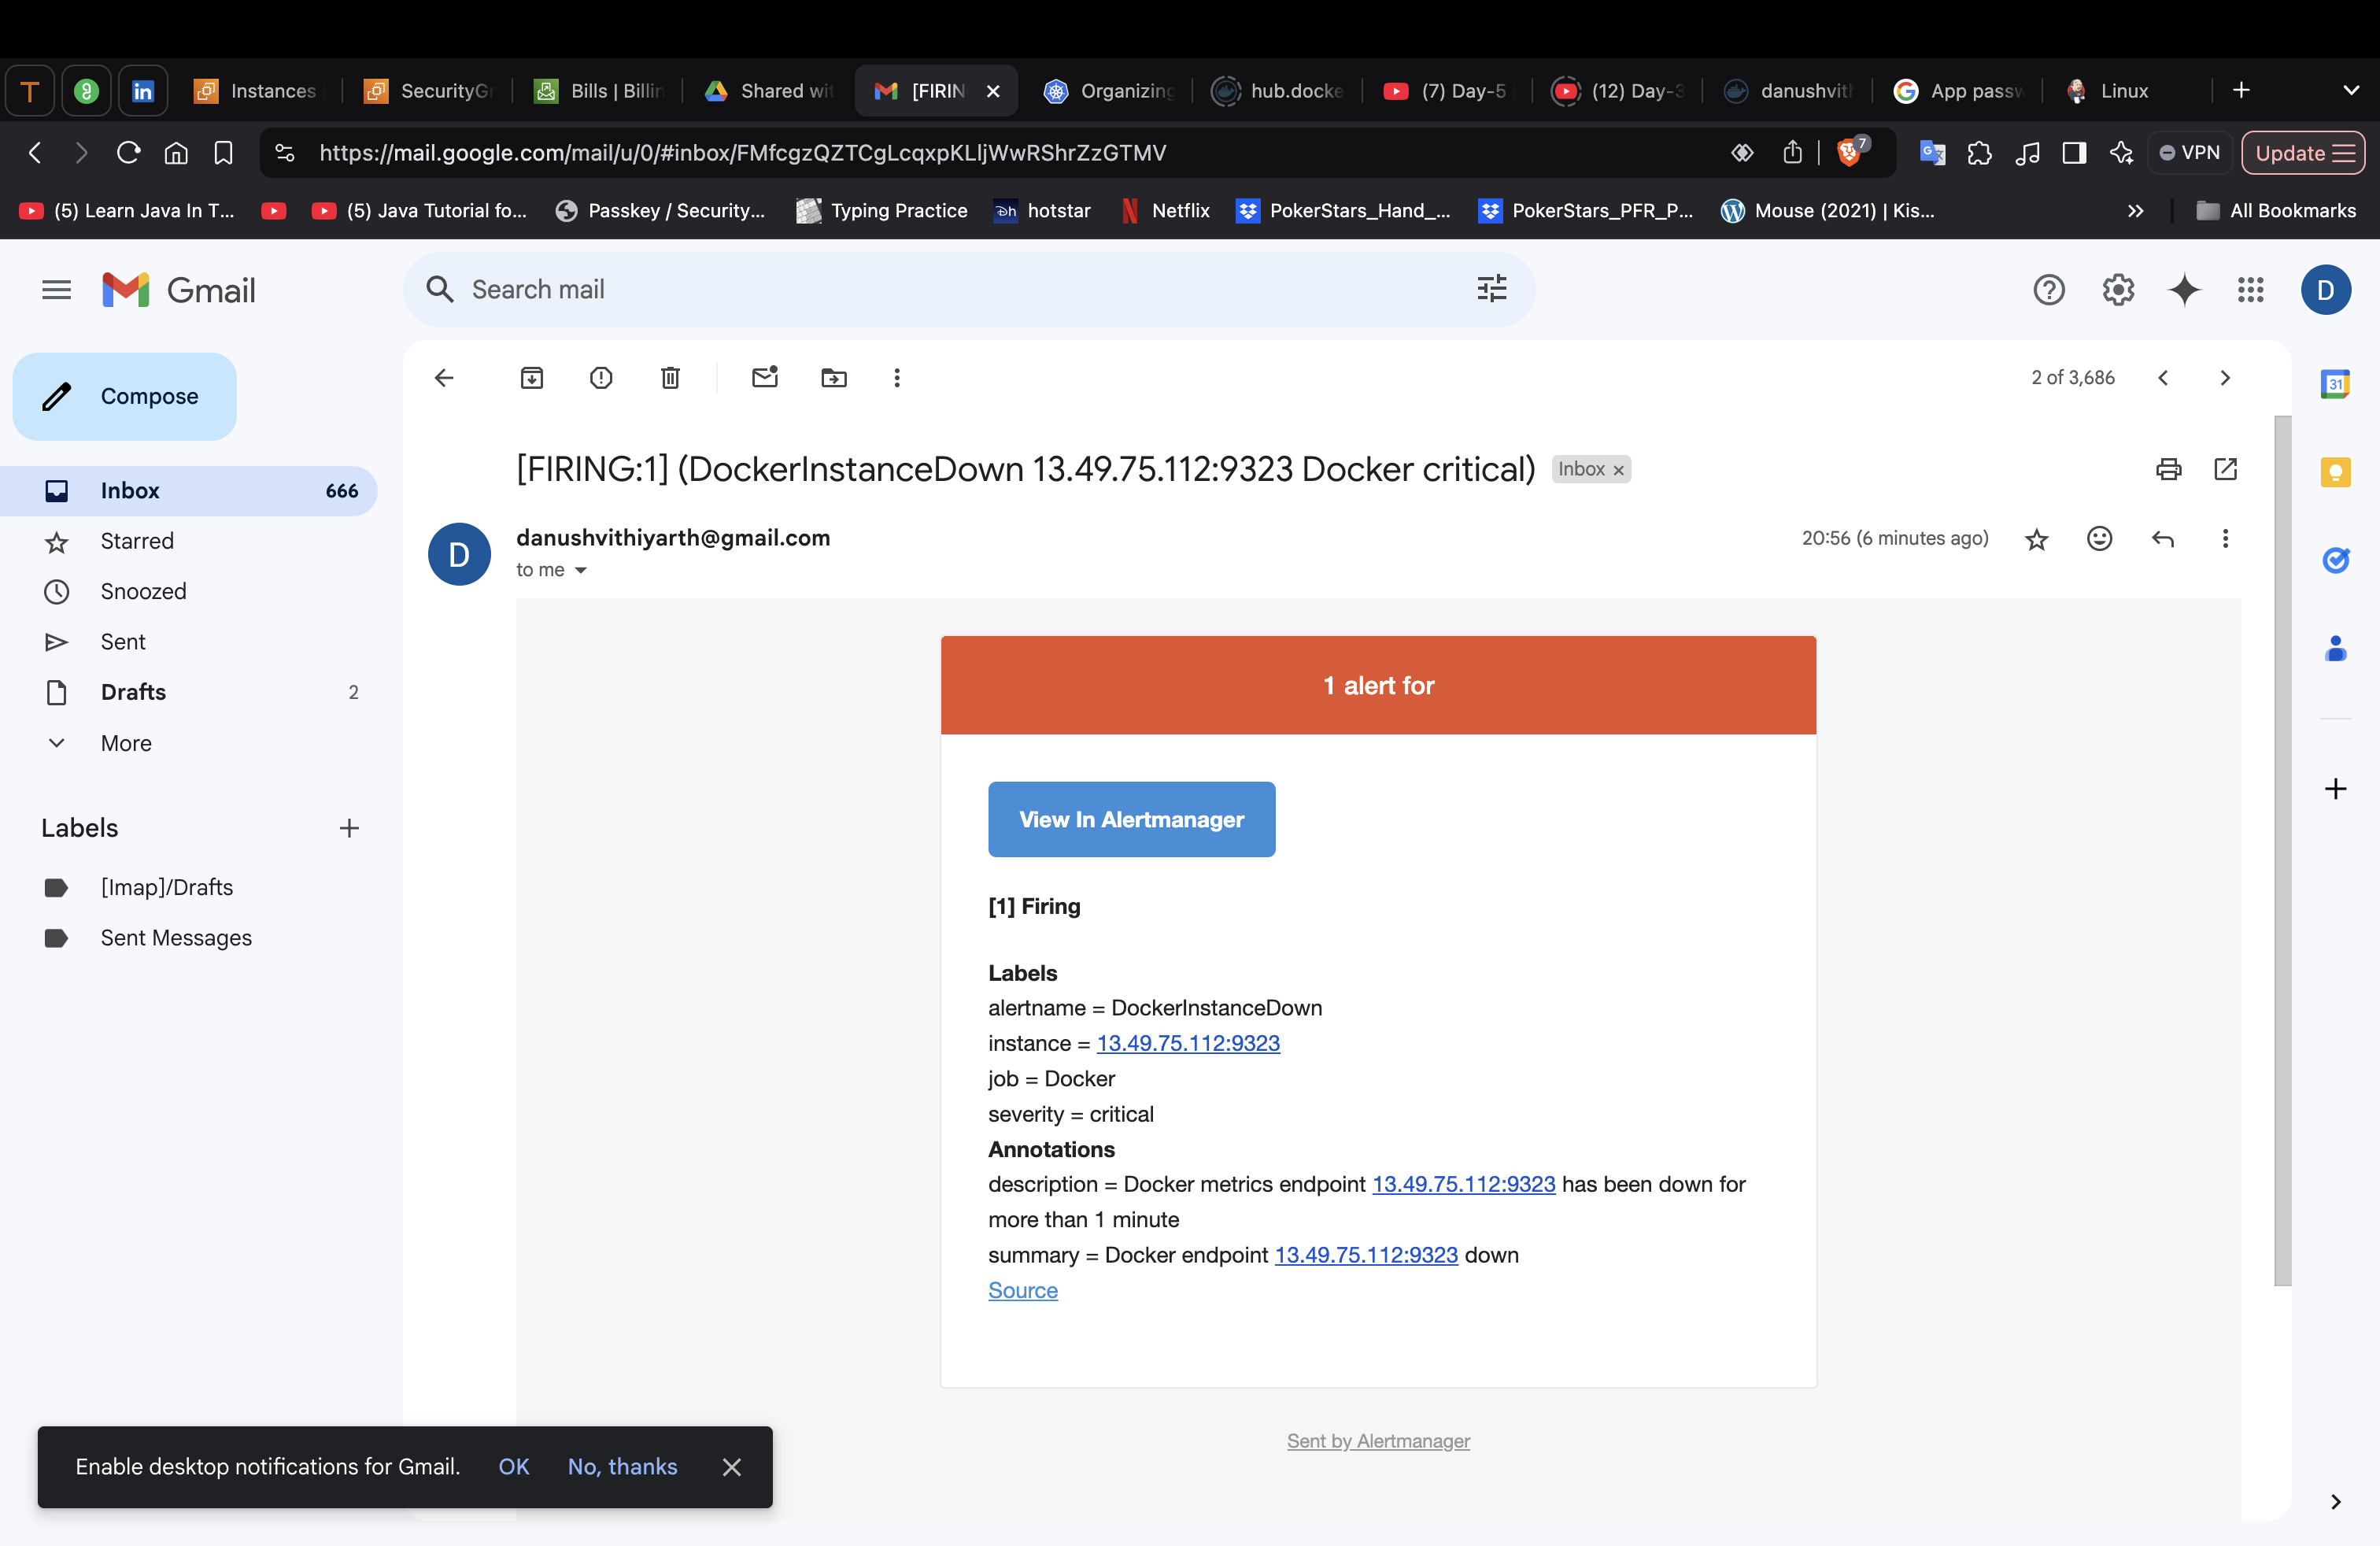 Instances
SecurityGr
Bills | Billin
Shared wit
[FIRIN
Organizing
hub.docke
(7) Day-5
(12) Day-3
danushvith
App passw
Linux
https://mail.google.com/mail/u/0/#inbox/FMfcgzQZTCgLcqxpKLljWwRShrZzGTMV
7
VPN
Update
(5) Learn Java In T...
(5) Java Tutorial fo...
Passkey / Security...
Typing Practice
hotstar
Netflix
PokerStars_Hand_...
PokerStars_PFR_P...
Mouse (2021) | Kis...
All Bookmarks
Gmail
Search mail
D
Compose
2 of 3,686
Inbox 666
Starred
Snoozed
Sent
Drafts 2
More
Labels
[Imap]/Drafts
Sent Messages
[FIRING:1] (DockerInstanceDown 13.49.75.112:9323 Docker critical) Inbox
D
danushvithiyarth@gmail.com
20:56 (6 minutes ago)
to me
1 alert for
View In Alertmanager
[1] Firing
Labels
alertname = DockerInstanceDown
instance = 13.49.75.112:9323
job = Docker
severity = critical
Annotations
description = Docker metrics endpoint 13.49.75.112:9323 has been down for
more than 1 minute
summary = Docker endpoint 13.49.75.112:9323 down
Source
Sent by Alertmanager
31
Enable desktop notifications for Gmail. OK No, thanks